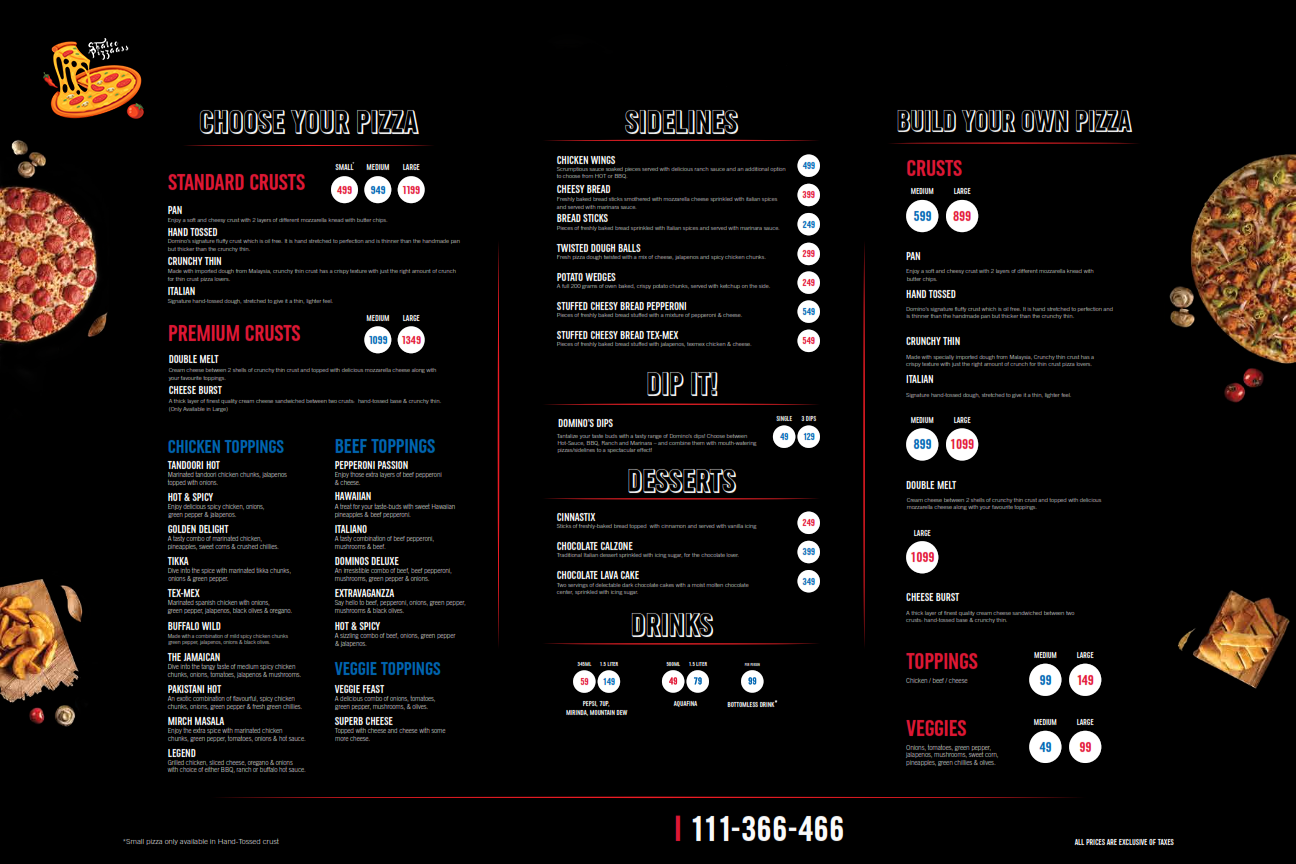 Shalee
Pizzaass
CHOOSE YOUR PIZZA
STANDARD CRUSTS
SMALL* MEDIUM LARGE
499 949 1199
PAN
Enjoy a soft and cheesy crust with 2 layers of different mozzarella knead with butter chips.
HAND TOSSED
Domino's signature fluffy crust which is oil free. It is hand stretched to perfection and is thinner than the handmade pan
but thicker than the crunchy thin.
CRUNCHY THIN
Made with imported dough from Malaysia, crunchy thin crust has a crispy texture with just the right amount of crunch
for thin crust pizza lovers.
ITALIAN
Signature hand-tossed dough, stretched to give it a thin, lighter feel.
PREMIUM CRUSTS
MEDIUM LARGE
1099 1349
DOUBLE MELT
Cream cheese between 2 shells of crunchy thin crust and topped with delicious mozzarella cheese along with
your favourite toppings.
CHEESE BURST
A thick layer of finest quality cream cheese sandwiched between two crusts. hand-tossed base & crunchy thin.
(Only Available in Large)
CHICKEN TOPPINGS
TANDOORI HOT
Marinated tandoori chicken chunks, jalapenos
topped with onions.
HOT & SPICY
Enjoy delicious spicy chicken, onions,
green pepper & jalapenos.
GOLDEN DELIGHT
A tasty combo of marinated chicken,
pineapples, sweet corns & crushed chillies.
TIKKA
Dive into the spice with marinated tikka chunks,
onions & green pepper.
TEX-MEX
Marinated spanish chicken with onions,
green pepper, jalapenos, black olives & oregano.
BUFFALO WILD
Made with a combination of mild spicy chicken chunks
green pepper, jalapenos, onions & black olives.
THE JAMAICAN
Dive into the tangy taste of medium spicy chicken
chunks, onions, tomatoes, jalapenos & mushrooms.
PAKISTANI HOT
An exotic combination of flavourful, spicy chicken
chunks, onions, green pepper & fresh green chillies.
MIRCH MASALA
Enjoy the extra spice with marinated chicken
chunks, green pepper, tomatoes, onions & hot sauce.
LEGEND
Grilled chicken, sliced cheese, oregano & onions
with choice of either BBQ, ranch or buffalo hot sauce.
BEEF TOPPINGS
PEPPERONI PASSION
Enjoy those extra layers of beef pepperoni
& cheese.
HAWAIIAN
A treat for your taste-buds with sweet Hawaiian
pineapples & beef pepperoni.
ITALIANO
A tasty combination of beef pepperoni,
mushrooms & beef.
DOMINOS DELUXE
An irresistible combo of beef, beef pepperoni,
mushrooms, green pepper & onions.
EXTRAVAGANZZA
Say hello to beef, pepperoni, onions, green pepper,
mushrooms & black olives.
HOT & SPICY
A sizzling combo of beef, onions, green pepper
& jalapenos.
VEGGIE TOPPINGS
VEGGIE FEAST
A delicious combo of onions, tomatoes,
green pepper, mushrooms, & olives.
SUPERB CHEESE
Topped with cheese and cheese with some
more cheese.
SIDELINES
CHICKEN WINGS
Scrumptious sauce soaked pieces served with delicious ranch sauce and an additional option
to choose from HOT or BBQ.
499
CHEESY BREAD
Freshly baked bread sticks smothered with mozzarella cheese sprinkled with Italian spices
and served with marinara sauce.
399
BREAD STICKS
Pieces of freshly baked bread sprinkled with Italian spices and served with marinara sauce.
249
TWISTED DOUGH BALLS
Fresh pizza dough twisted with a mix of cheese, jalapenos and spicy chicken chunks.
299
POTATO WEDGES
A full 200 grams of oven baked, crispy potato chunks, served with ketchup on the side.
249
STUFFED CHEESY BREAD PEPPERONI
Pieces of freshly baked bread stuffed with a mixture of pepperoni & cheese.
549
STUFFED CHEESY BREAD TEX-MEX
Pieces of freshly baked bread stuffed with jalapenos, texmex chicken & cheese.
549
DIP IT!
DOMINO'S DIPS
Tantalize your taste buds with a tasty range of Domino's dips! Choose between
Hot-Sauce, BBQ, Ranch and Marinara – and combine them with mouth-watering
pizzas/sidelines to a spectacular effect!
SINGLE 3 DIPS
49 129
DESSERTS
CINNASTIX
Sticks of freshly-baked bread topped with cinnamon and served with vanilla icing
249
CHOCOLATE CALZONE
Traditional Italian dessert sprinkled with icing sugar, for the chocolate lover.
399
CHOCOLATE LAVA CAKE
Two servings of delectable dark chocolate cakes with a moist molten chocolate
center, sprinkled with icing sugar.
349
DRINKS
345ML 1.5 LITER
59 149
PEPSI, 7UP,
MIRINDA, MOUNTAIN DEW
500ML 1.5 LITER
49 79
AQUAFINA
PER PERSON
99
BOTTOMLESS DRINK*
BUILD YOUR OWN PIZZA
CRUSTS
MEDIUM LARGE
599 899
PAN
Enjoy a soft and cheesy crust with 2 layers of different mozzarella knead with
butter chips.
HAND TOSSED
Domino's signature fluffy crust which is oil free. It is hand stretched to perfection and
is thinner than the handmade pan but thicker than the crunchy thin.
CRUNCHY THIN
Made with specially imported dough from Malaysia, Crunchy thin crust has a
crispy texture with just the right amount of crunch for thin crust pizza lovers.
ITALIAN
Signature hand-tossed dough, stretched to give it a thin, lighter feel.
MEDIUM LARGE
899 1099
DOUBLE MELT
Cream cheese between 2 shells of crunchy thin crust and topped with delicious
mozzarella cheese along with your favourite toppings.
LARGE
1099
CHEESE BURST
A thick layer of finest quality cream cheese sandwiched between two
crusts. hand-tossed base & crunchy thin.
TOPPINGS
Chicken / beef / cheese
MEDIUM LARGE
99 149
VEGGIES
Onions, tomatoes, green pepper,
jalapenos, mushrooms, sweet corn,
pineapples, green chillies & olives.
MEDIUM LARGE
49 99
111-366-466
*Small pizza only available in Hand-Tossed crust
ALL PRICES ARE EXCLUSIVE OF TAXES